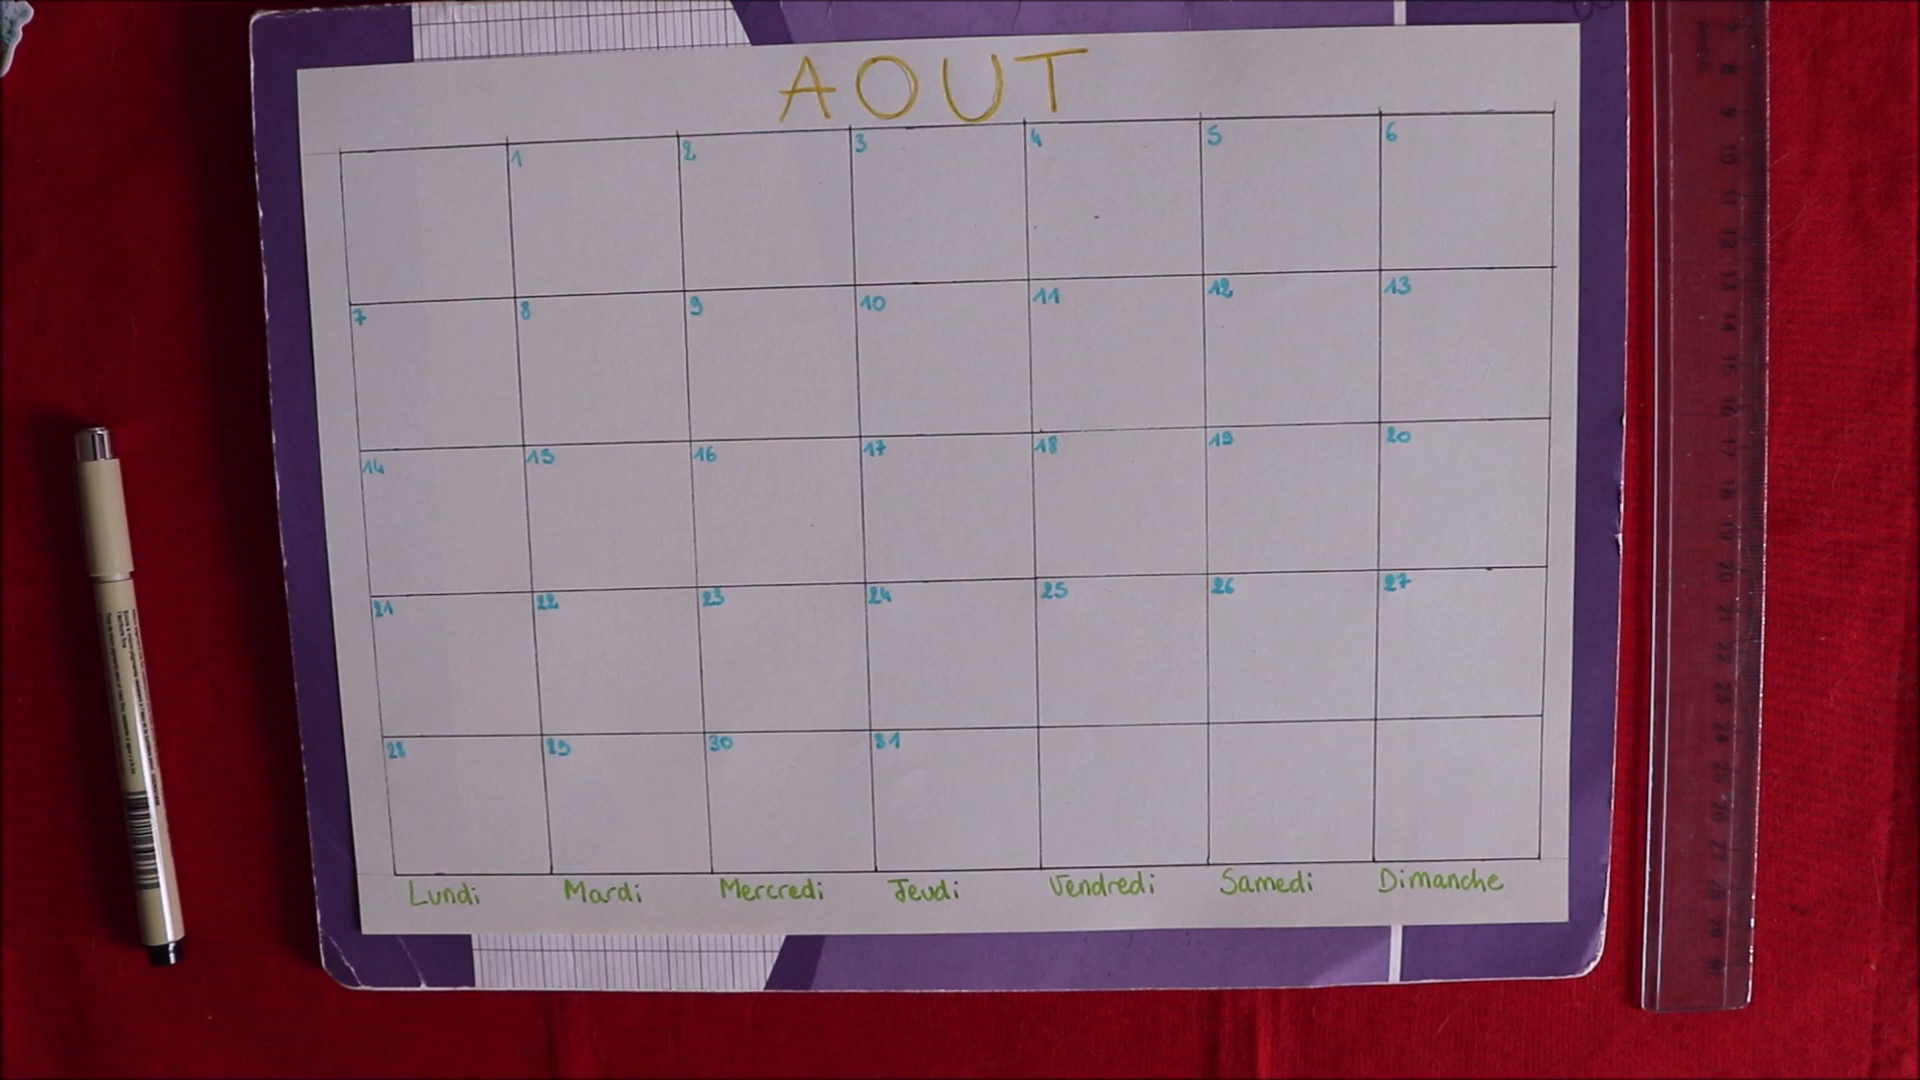 AOUT
1 2 3 4 5 6
7 8 9 10 11 12 13
14 15 16 17 18 19 20
21 22 23 24 25 26 27
28 29 30 31
Lundi Mardi Mercredi Jeudi Vendredi Samedi Dimanche